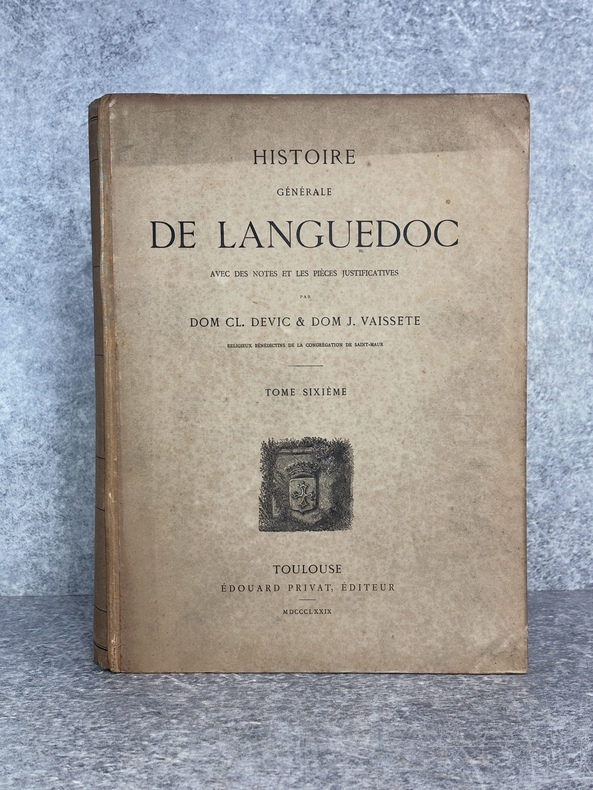 HISTOIRE
GÉNÉRALE
DE LANGUEDOC
AVEC DES NOTES ET LES PIÈCES JUSTIFICATIVES
PAR
DOM CL. DEVIC & DOM J. VAISSETE
RELIGIEUX BÉNÉDICTINS DE LA CONGRÉGATION DE SAINT-MAUR
TOME SIXIÈME
TOULOUSE
ÉDOUARD PRIVAT, ÉDITEUR
MDCCCLXXIX